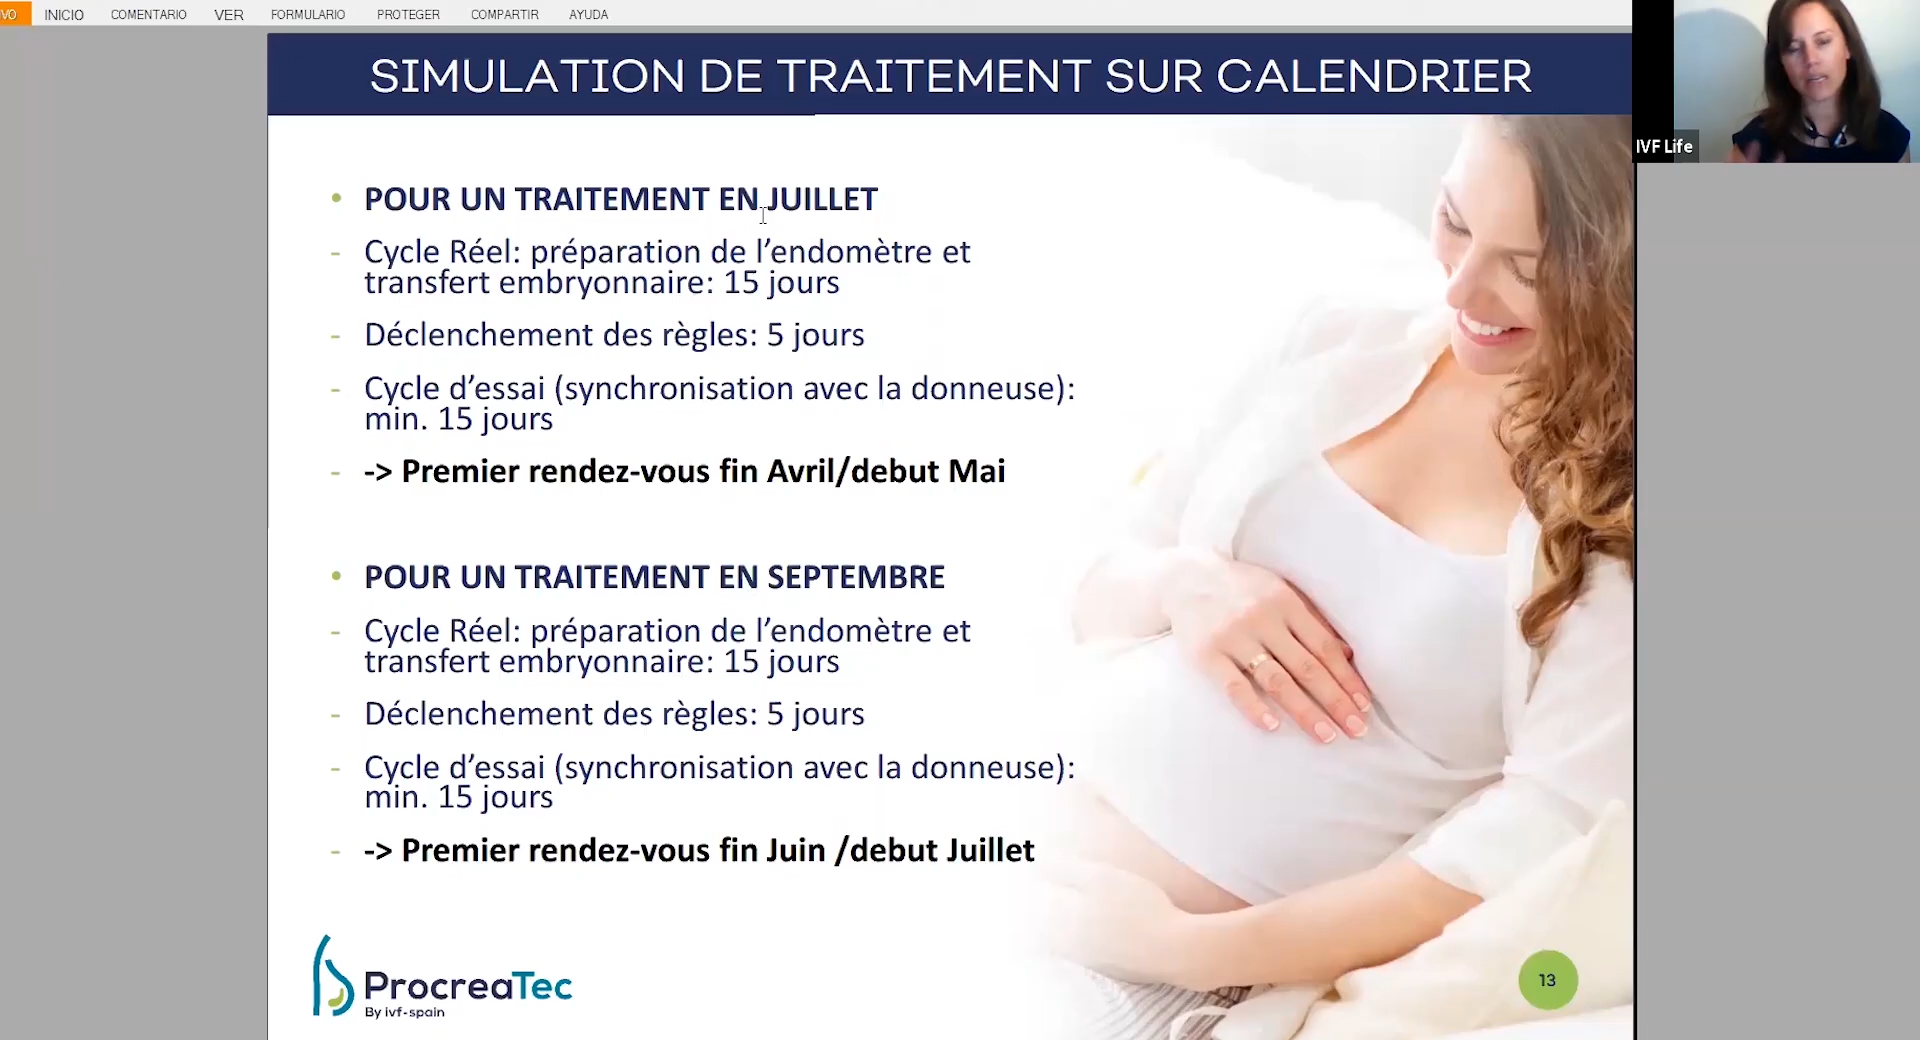 VO INICIO COMENTARIO VER FORMULARIO PROTEGER COMPARTIR AYUDA
SIMULATION DE TRAITEMENT SUR CALENDRIER
IVF Life
• POUR UN TRAITEMENT EN JUILLET
- Cycle Réel: préparation de l’endomètre et
transfert embryonnaire: 15 jours
- Déclenchement des règles: 5 jours
- Cycle d’essai (synchronisation avec la donneuse):
min. 15 jours
- -> Premier rendez-vous fin Avril/debut Mai
• POUR UN TRAITEMENT EN SEPTEMBRE
- Cycle Réel: préparation de l’endomètre et
transfert embryonnaire: 15 jours
- Déclenchement des règles: 5 jours
- Cycle d’essai (synchronisation avec la donneuse):
min. 15 jours
- -> Premier rendez-vous fin Juin /debut Juillet
ProcreaTec
By ivf-spain
13